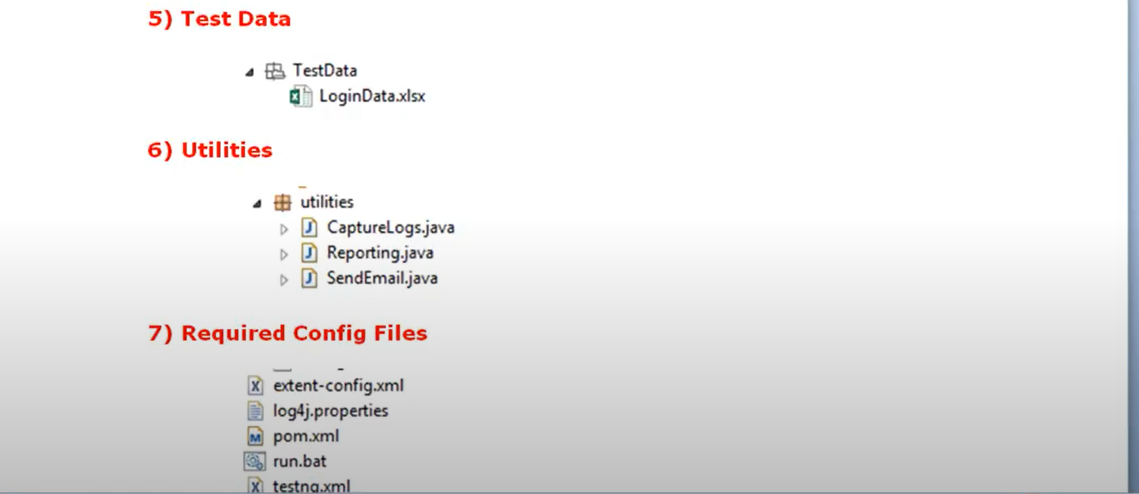 5) Test Data
TestData
LoginData.xlsx
6) Utilities
utilities
CaptureLogs.java
Reporting.java
SendEmail.java
7) Required Config Files
extent-config.xml
log4j.properties
pom.xml
run.bat
testng.xml